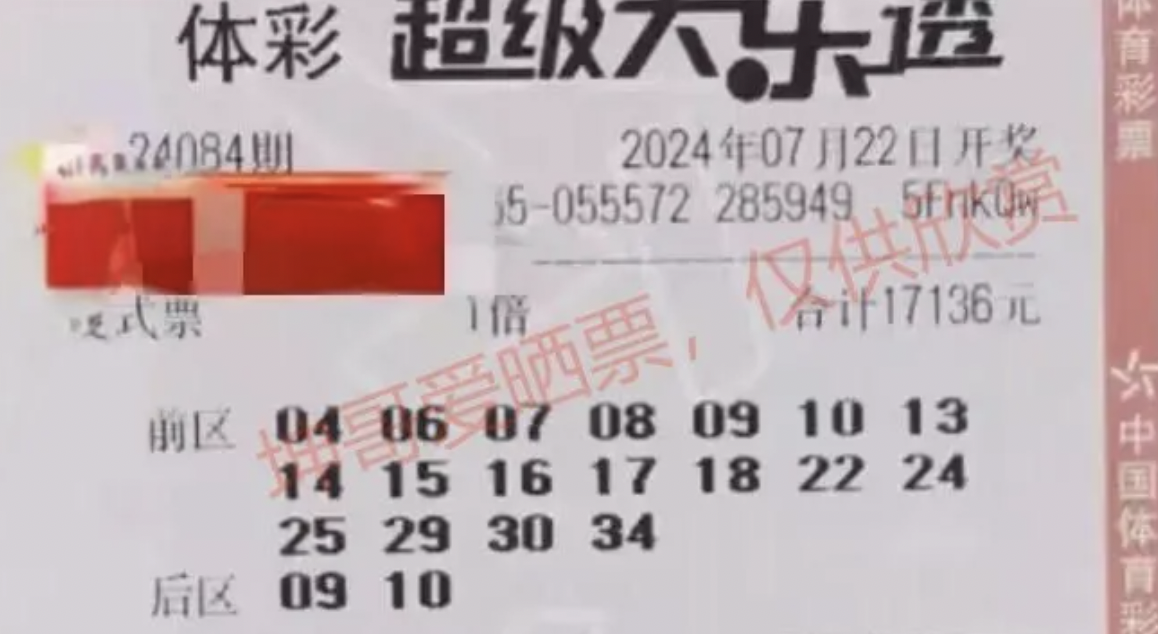 体彩 超级大乐透
24084期 2024年07月22日开奖
5-055572 285949 5FnkQw
式票 1倍 合计17136元
前区 04 06 07 08 09 10 13
14 15 16 17 18 22 24
25 29 30 34
后区 09 10
坤哥爱晒票，仅供欣赏
体育彩票
中国体育彩